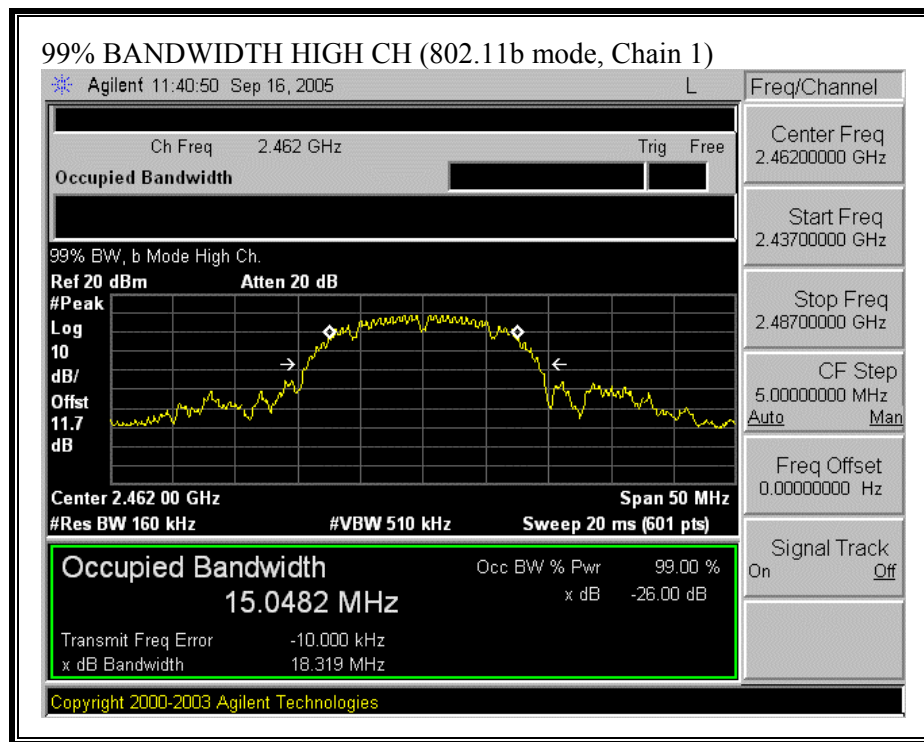 99% BANDWIDTH HIGH CH (802.11b mode, Chain 1)
Agilent 11:40:50 Sep 16, 2005 L
Freq/Channel
Ch Freq 2.462 GHz Trig Free
Occupied Bandwidth
Center Freq
2.46200000 GHz
Start Freq
2.43700000 GHz
Stop Freq
2.48700000 GHz
CF Step
5.00000000 MHz
Auto Man
Freq Offset
0.00000000 Hz
Signal Track
On Off
99% BW, b Mode High Ch.
Ref 20 dBm Atten 20 dB
#Peak
Log
10
dB/
Offst
11.7
dB
Center 2.462 00 GHz Span 50 MHz
#Res BW 160 kHz #VBW 510 kHz Sweep 20 ms (601 pts)
Occupied Bandwidth
15.0482 MHz
Occ BW % Pwr 99.00 %
x dB -26.00 dB
Transmit Freq Error -10.000 kHz
x dB Bandwidth 18.319 MHz
Copyright 2000-2003 Agilent Technologies